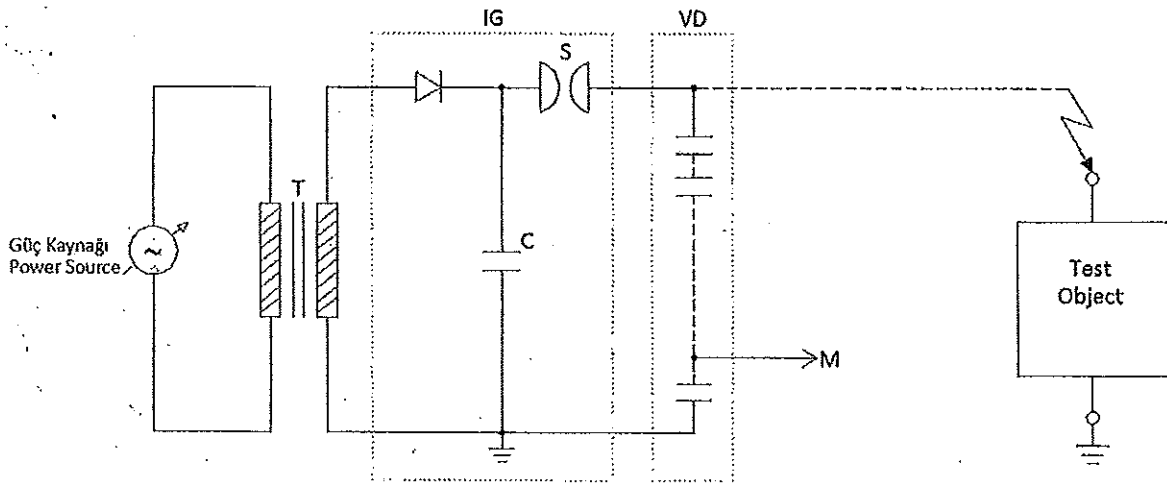 IG
VD
S
T
Güç Kaynağı
Power Source
~
C
M
Test
Object